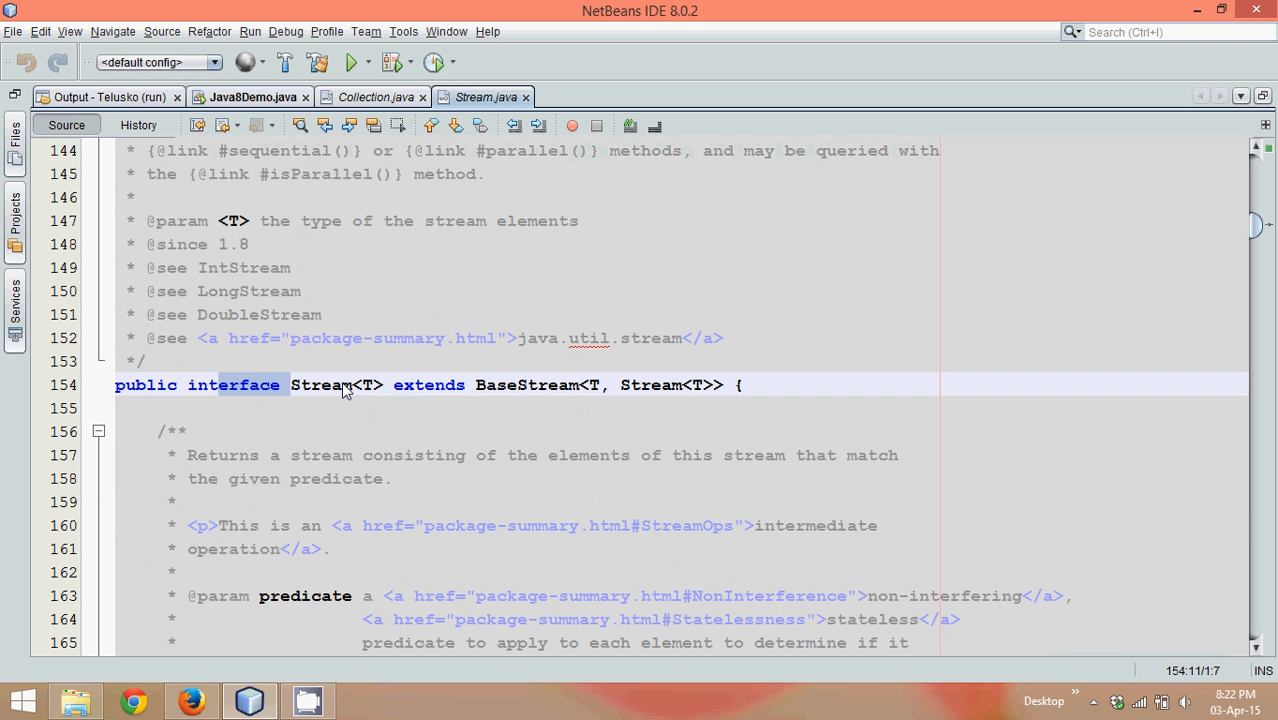 NetBeans IDE 8.0.2
File Edit View Navigate Source Refactor Run Debug Profile Team Tools Window Help
Search (Ctrl+I)
<default config>
Output - Telusko (run) Java8Demo.java Collection.java Stream.java
Source History
Files
Projects
Services
144 * {@link #sequential()} or {@link #parallel()} methods, and may be queried with
145 * the {@link #isParallel()} method.
146 *
147 * @param <T> the type of the stream elements
148 * @since 1.8
149 * @see IntStream
150 * @see LongStream
151 * @see DoubleStream
152 * @see <a href="package-summary.html">java.util.stream</a>
153 */
154 public interface Stream<T> extends BaseStream<T, Stream<T>> {
155
156 /**
157 * Returns a stream consisting of the elements of this stream that match
158 * the given predicate.
159 *
160 * <p>This is an <a href="package-summary.html#StreamOps">intermediate
161 * operation</a>.
162 *
163 * @param predicate a <a href="package-summary.html#NonInterference">non-interfering</a>,
164 * <a href="package-summary.html#Statelessness">stateless</a>
165 * predicate to apply to each element to determine if it
154:11/1:7 INS
Desktop
8:22 PM
03-Apr-15